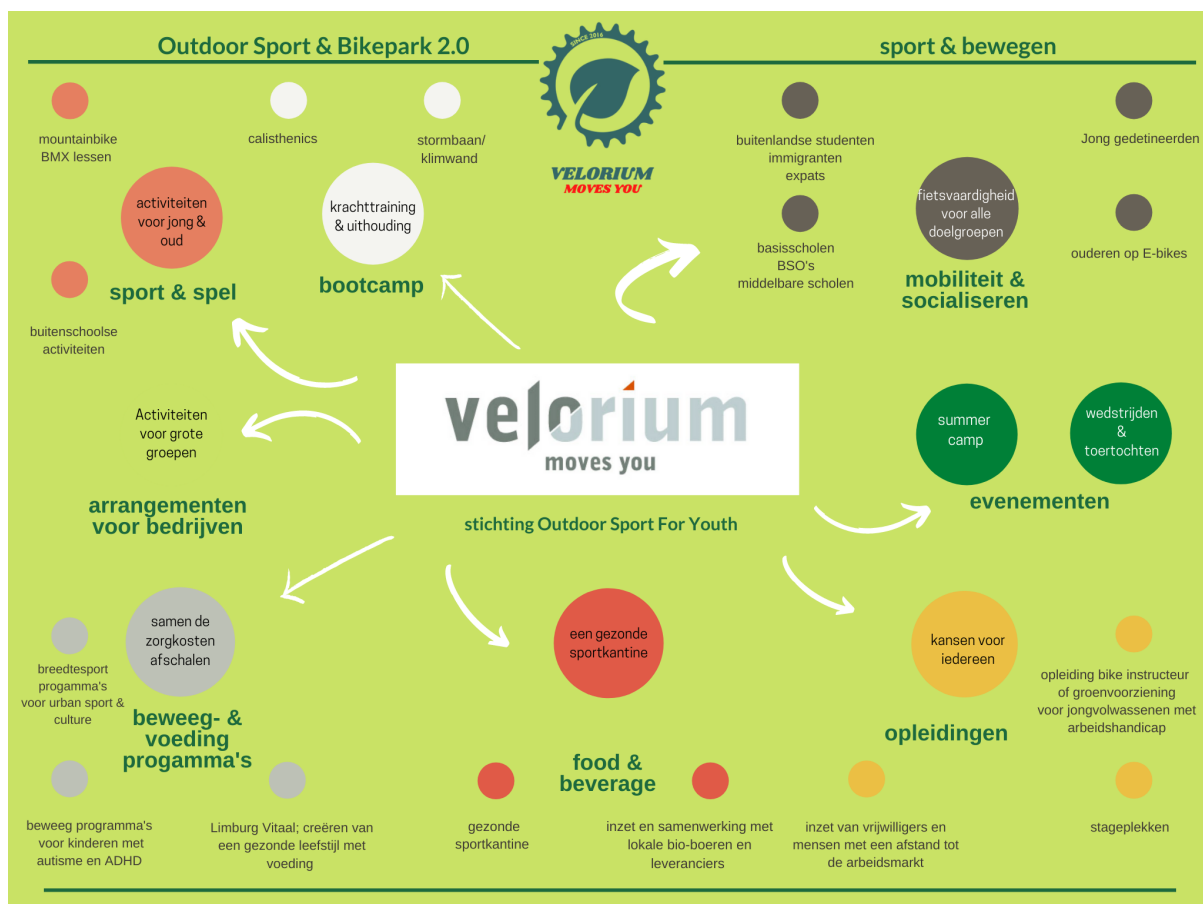 Outdoor Sport & Bikepark 2.0
SINCE 2016
sport & bewegen
VELORIUM
MOVES YOU
mountainbike
BMX lessen
calisthenics
stormbaan/
klimwand
activiteiten
voor jong &
oud
krachttraining
& uithouding
sport & spel
bootcamp
buitenschoolse
activiteiten
buitenlandse studenten
immigranten
expats
Jong gedetineerden
fietsvaardigheid
voor alle
doelgroepen
basisscholen
BSO's
middelbare scholen
ouderen op E-bikes
mobiliteit &
socialiseren
Activiteiten
voor grote
groepen
arrangementen
voor bedrijven
velorium
moves you
stichting Outdoor Sport For Youth
summer
camp
wedstrijden
&
toertochten
evenementen
samen de
zorgkosten
afschalen
breedtesport
progamma's
voor urban sport &
culture
beweeg- &
voeding
progamma's
beweeg programma's
voor kinderen met
autisme en ADHD
Limburg Vitaal; creëren van
een gezonde leefstijl met
voeding
een gezonde
sportkantine
food &
beverage
gezonde
sportkantine
inzet en samenwerking met
lokale bio-boeren en
leveranciers
kansen voor
iedereen
opleidingen
opleiding bike instructeur
of groenvoorziening
voor jongvolwassenen met
arbeidshandicap
inzet van vrijwilligers en
mensen met een afstand tot
de arbeidsmarkt
stageplekken